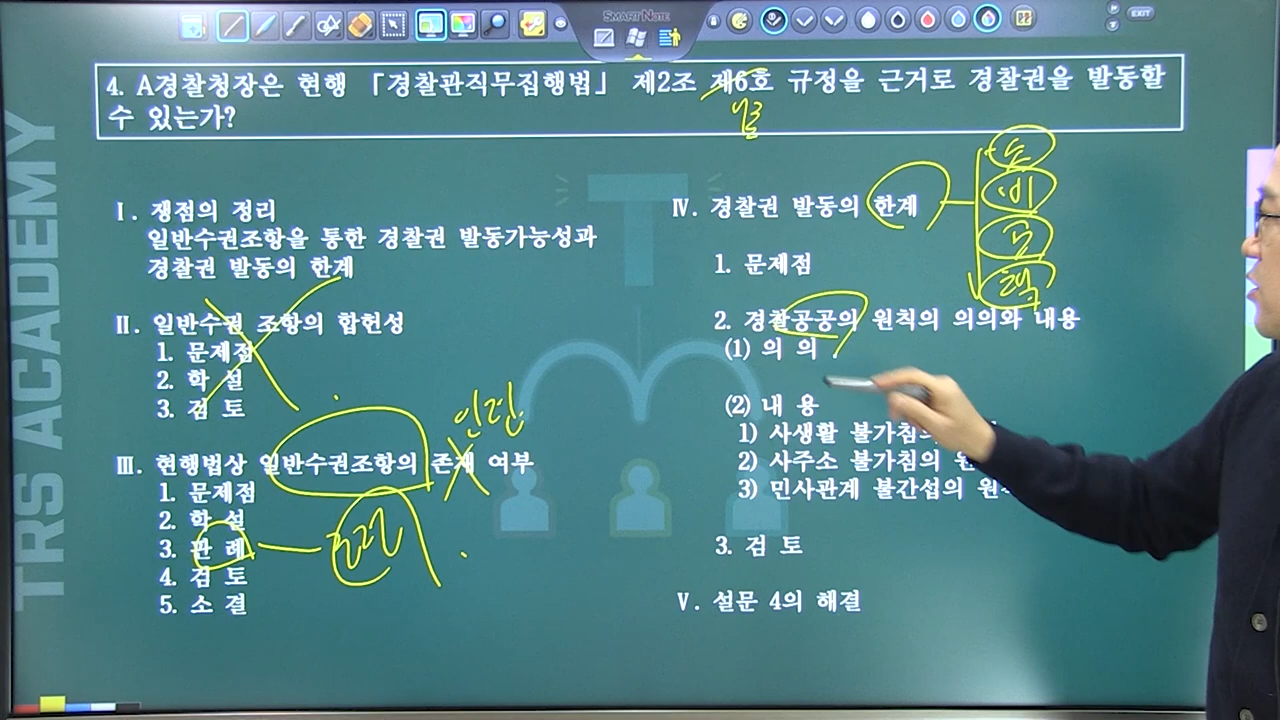 SMART NOTE
EXIT
4. A경찰청장은 현행 「경찰관직무집행법」 제2조 제6호 규정을 근거로 경찰권을 발동할
수 있는가?
TRS ACADEMY
Ⅰ. 쟁점의 정리
일반수권조항을 통한 경찰권 발동가능성과
경찰권 발동의 한계
Ⅱ. 일반수권 조항의 합헌성
1. 문제점
2. 학 설
3. 검 토
인정
Ⅲ. 현행법상 일반수권조항의 존재 여부
1. 문제점
2. 학 설
3. 판 례
4. 검 토
5. 소 결
Ⅳ. 경찰권 발동의 한계
비
1. 문제점
2. 경찰공공의 원칙의 의의와 내용
(1) 의 의
(2) 내 용
1) 사생활 불가침의
2) 사주소 불가침의 원
3) 민사관계 불간섭의 원
3. 검 토
Ⅴ. 설문 4의 해결